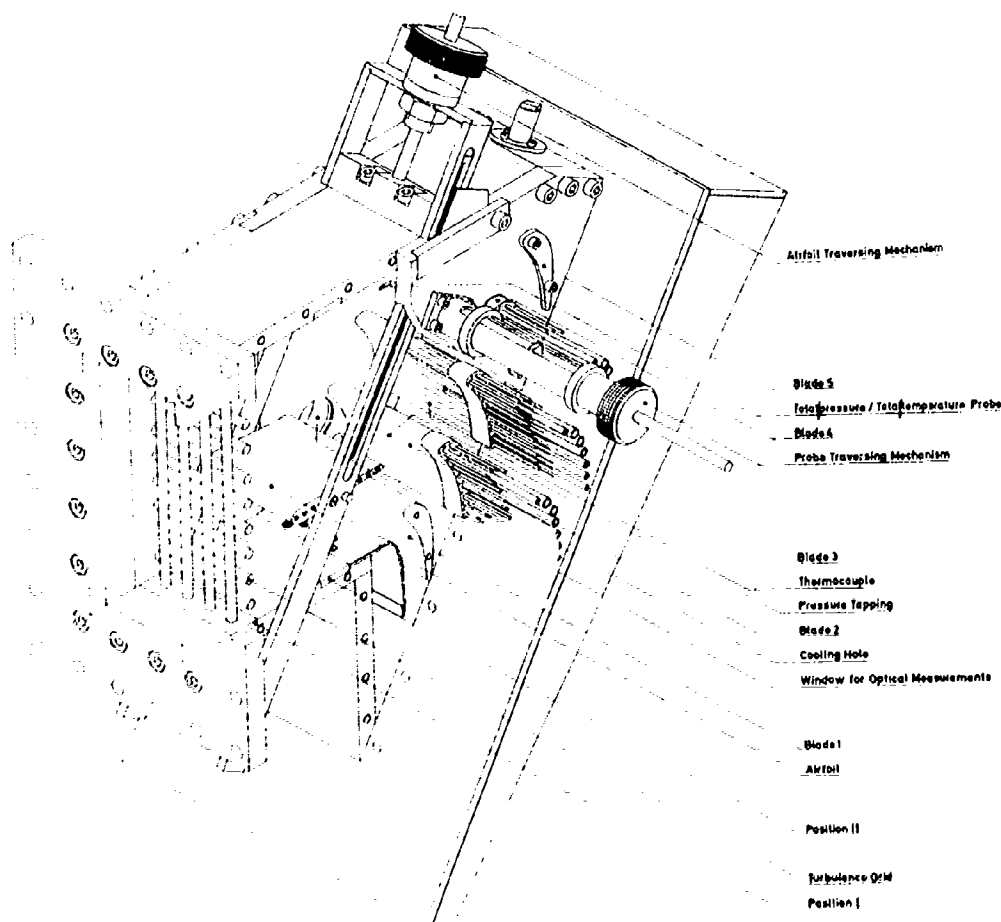 Airfoil Traversing Mechanism
Blade 5
Totalpressure / Totaltemperature Probe
Blade 4
Probe Traversing Mechanism
Blade 3
Thermocouple
Pressure Tapping
Blade 2
Cooling Hole
Window for Optical Measurements
Blade 1
Airfoil
Position II
Turbulence Grid
Position I